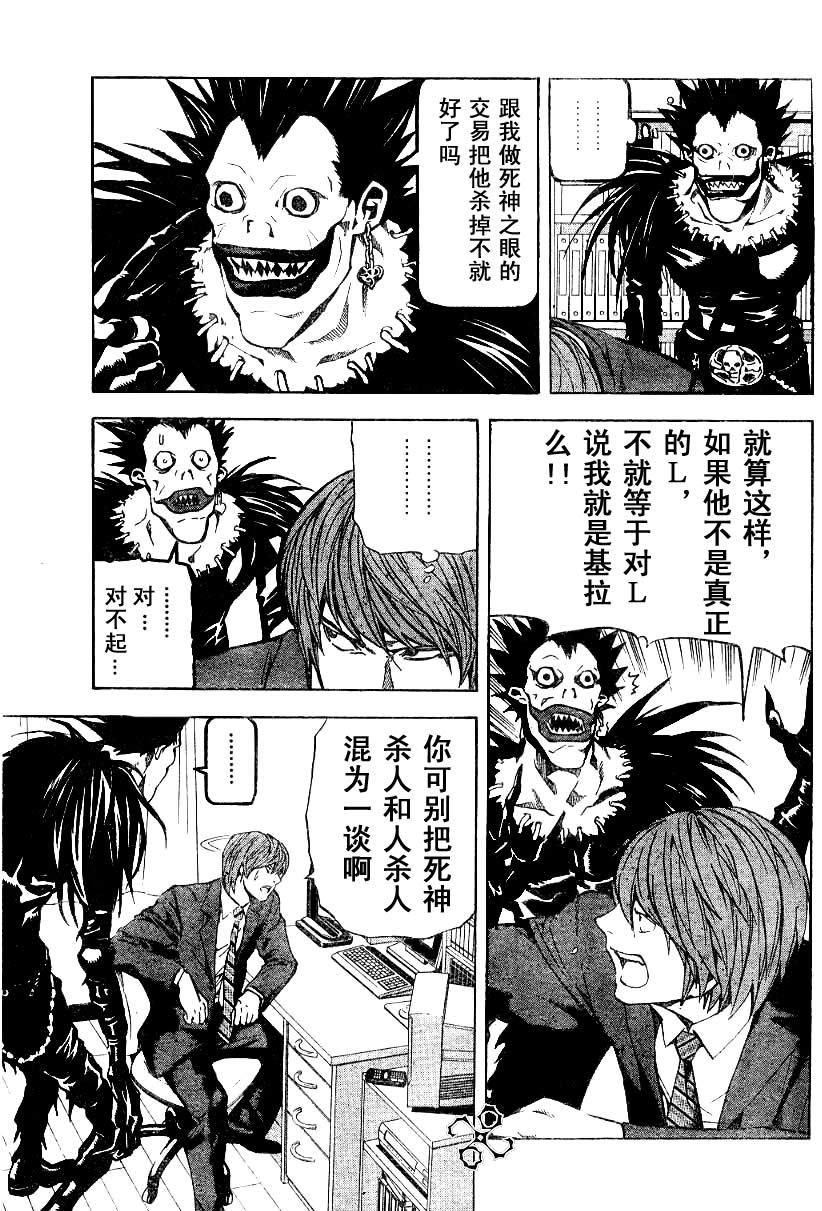 ………
跟我做死神之眼的
交易把他杀掉不就
好了吗
就算这样，
如果他不是真正
的L，
不就等于对L
说我就是基拉
么!!
………
………
对…
对不起…
你可别把死神
杀人和人杀人
混为一谈啊
………